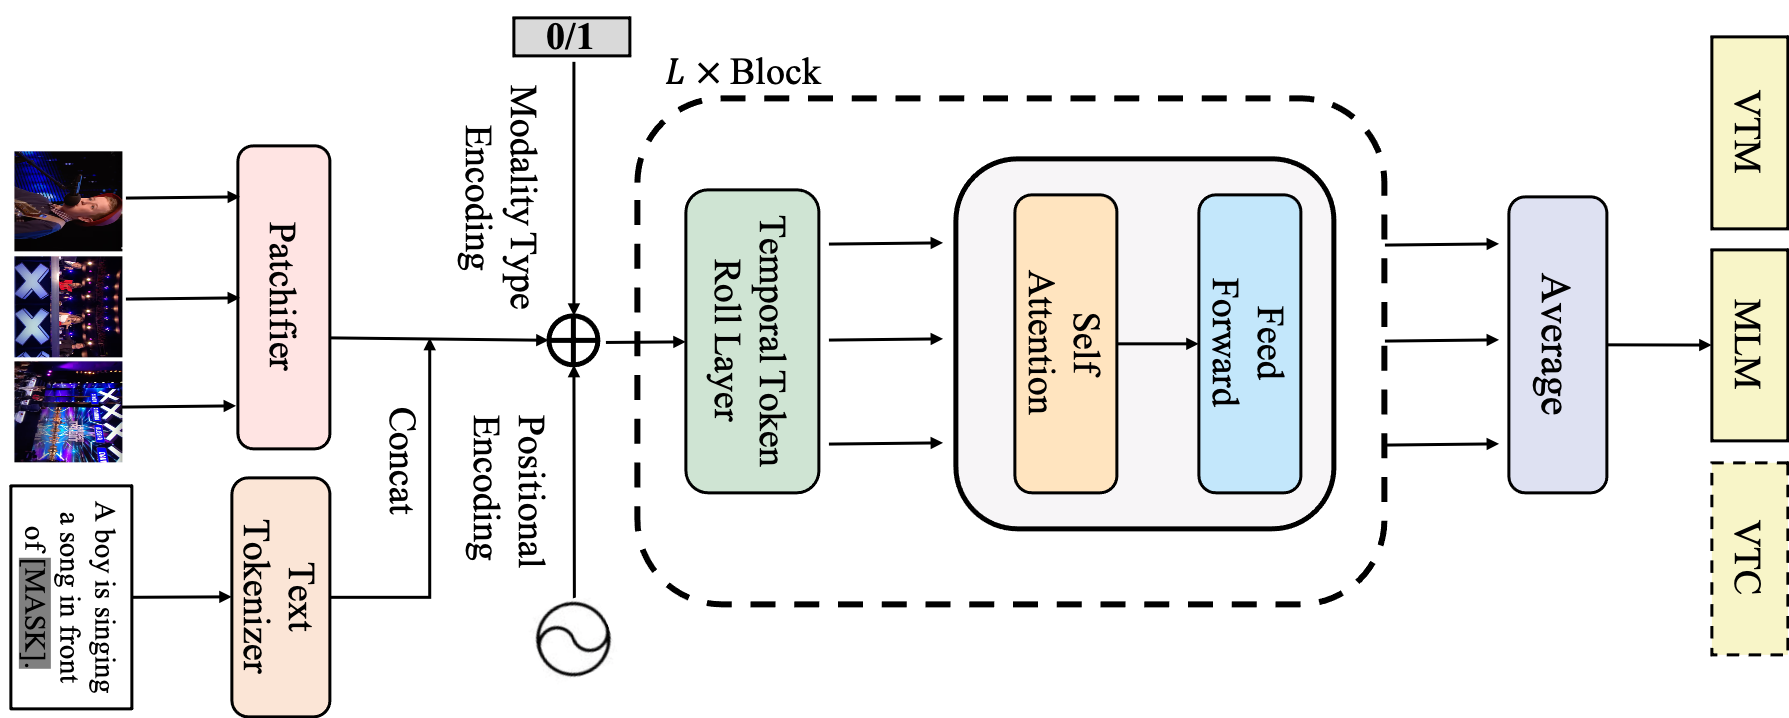 0/1
L × Block
Modality Type
Encoding
Patchifier
Concat
Positional
Encoding
A boy is singing
a song in front
of [MASK].
Text
Tokenizer
Temporal Token
Roll Layer
Self
Attention
Feed
Forward
Average
VTM
MLM
VTC